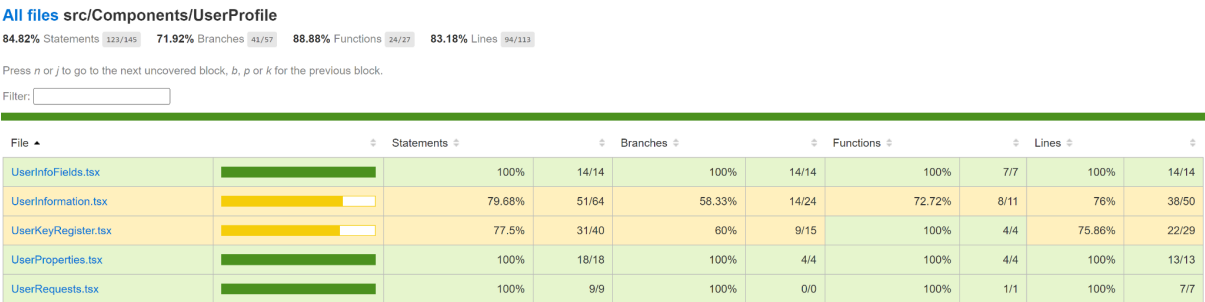 All files src/Components/UserProfile
84.82% Statements 123/145 71.92% Branches 41/57 88.88% Functions 24/27 83.18% Lines 94/113
Press n or j to go to the next uncovered block, b, p or k for the previous block.
Filter:
File Statements Branches Functions Lines
UserInfoFields.tsx 100% 14/14 100% 14/14 100% 7/7 100% 14/14
UserInformation.tsx 79.68% 51/64 58.33% 14/24 72.72% 8/11 76% 38/50
UserKeyRegister.tsx 77.5% 31/40 60% 9/15 100% 4/4 75.86% 22/29
UserProperties.tsx 100% 18/18 100% 4/4 100% 4/4 100% 13/13
UserRequests.tsx 100% 9/9 100% 0/0 100% 1/1 100% 7/7